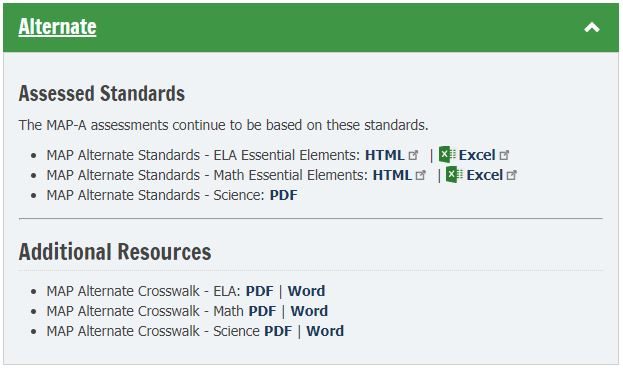 Alternate
Assessed Standards
The MAP-A assessments continue to be based on these standards.
MAP Alternate Standards - ELA Essential Elements: HTML | Excel
MAP Alternate Standards - Math Essential Elements: HTML | Excel
MAP Alternate Standards - Science: PDF
Additional Resources
MAP Alternate Crosswalk - ELA: PDF | Word
MAP Alternate Crosswalk - Math PDF | Word
MAP Alternate Crosswalk - Science PDF | Word